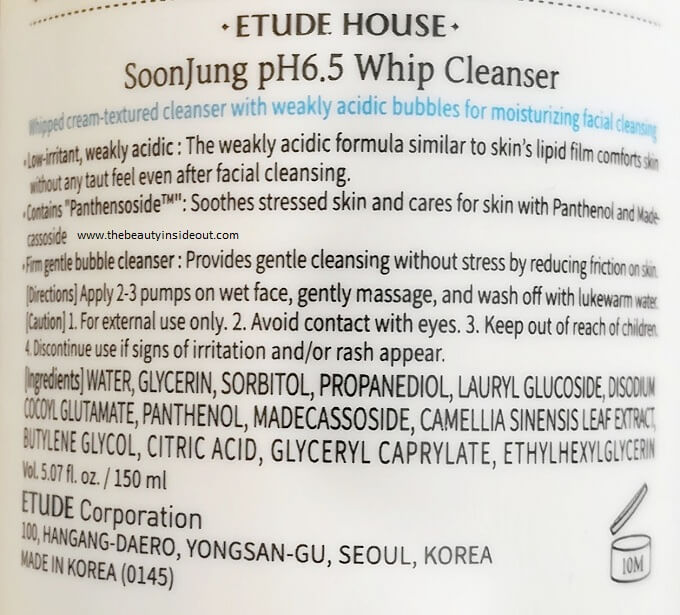 • ETUDE HOUSE •
SoonJung pH6.5 Whip Cleanser
Whipped cream-textured cleanser with weakly acidic bubbles for moisturizing facial cleansing
• Low-irritant, weakly acidic : The weakly acidic formula similar to skin's lipid film comforts skin
without any taut feel even after facial cleansing.
• Contains "Panthensoside™": Soothes stressed skin and cares for skin with Panthenol and Made-
cassoside www.thebeautyinsideout.com
• Firm gentle bubble cleanser : Provides gentle cleansing without stress by reducing friction on skin.
[Directions] Apply 2-3 pumps on wet face, gently massage, and wash off with lukewarm water.
[Caution] 1. For external use only. 2. Avoid contact with eyes. 3. Keep out of reach of children.
4. Discontinue use if signs of irritation and/or rash appear.
[Ingredients] WATER, GLYCERIN, SORBITOL, PROPANEDIOL, LAURYL GLUCOSIDE, DISODIUM
COCOYL GLUTAMATE, PANTHENOL, MADECASSOSIDE, CAMELLIA SINENSIS LEAF EXTRACT,
BUTYLENE GLYCOL, CITRIC ACID, GLYCERYL CAPRYLATE, ETHYLHEXYLGLYCERIN
Vol. 5.07 fl. oz. / 150 ml
ETUDE Corporation
100, HANGANG-DAERO, YONGSAN-GU, SEOUL, KOREA
MADE IN KOREA (0145)
10M